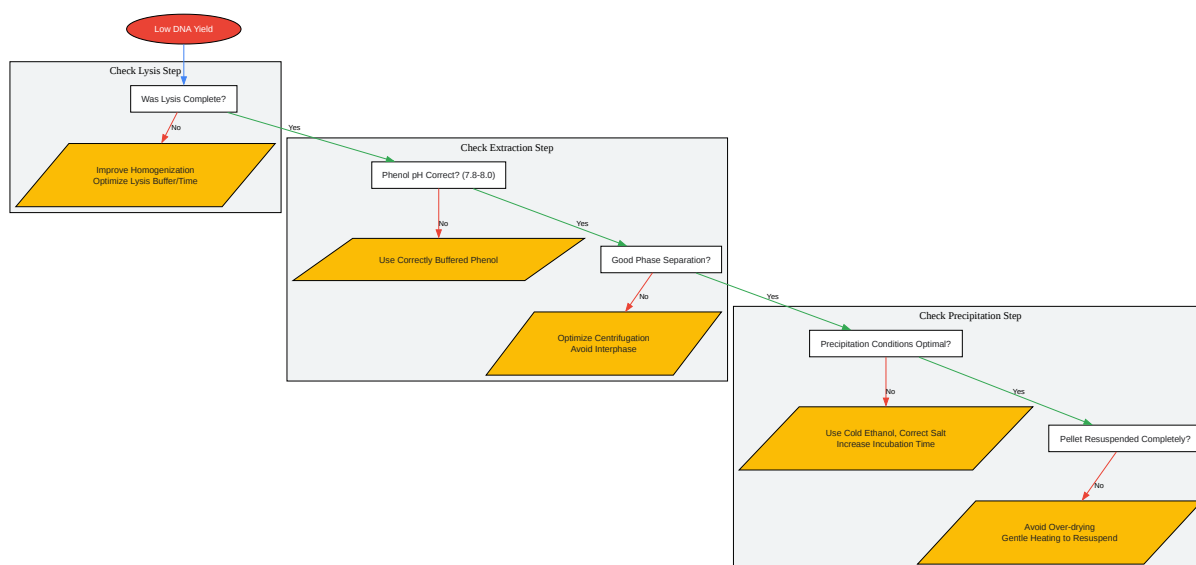 Low DNA Yield
Check Lysis Step
Was Lysis Complete?
No
Yes
Improve Homogenization
Optimize Lysis Buffer/Time
Check Extraction Step
Phenol pH Correct? (7.8-8.0)
No
Yes
Use Correctly Buffered Phenol
Good Phase Separation?
No
Yes
Optimize Centrifugation
Avoid Interphase
Check Precipitation Step
Precipitation Conditions Optimal?
No
Yes
Use Cold Ethanol, Correct Salt
Increase Incubation Time
Pellet Resuspended Completely?
No
Avoid Over-drying
Gentle Heating to Resuspend